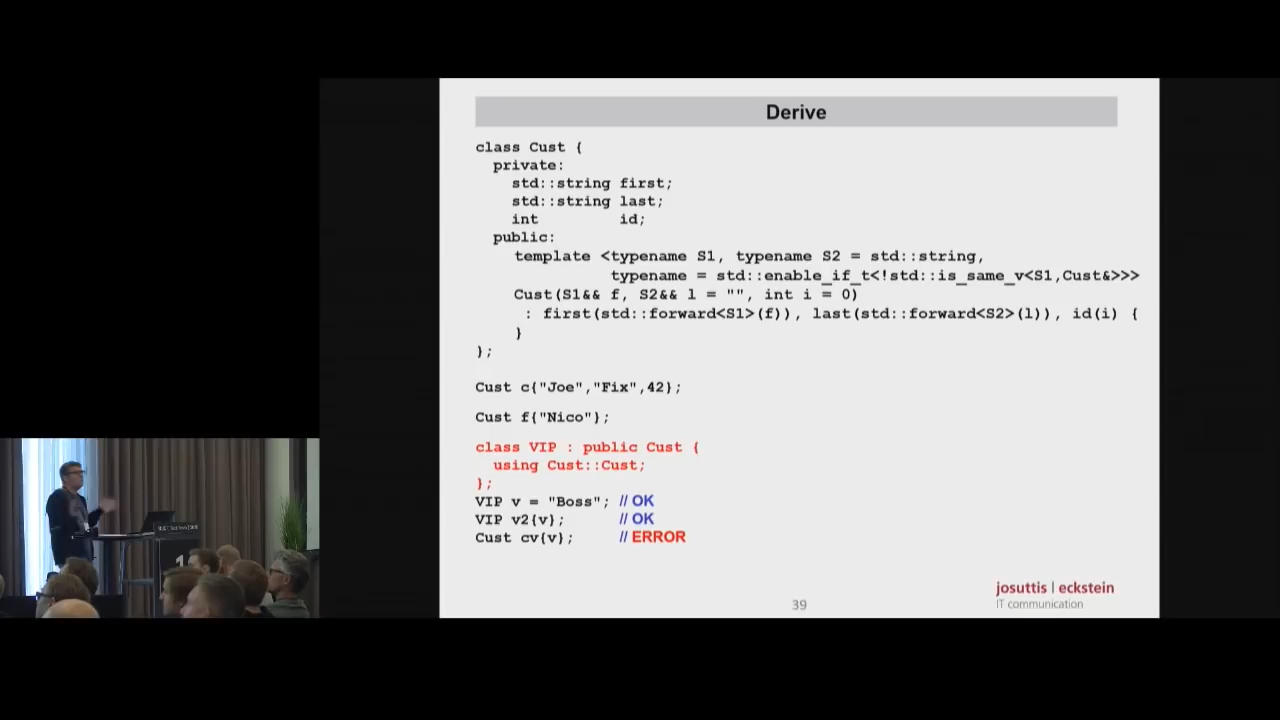 Derive
class Cust {
private:
std::string first;
std::string last;
int id;
public:
template <typename S1, typename S2 = std::string,
typename = std::enable_if_t<!std::is_same_v<S1,Cust&>>>
Cust(S1&& f, S2&& l = "", int i = 0)
: first(std::forward<S1>(f)), last(std::forward<S2>(l)), id(i) {
}
};
Cust c{"Joe","Fix",42};
Cust f{"Nico"};
class VIP : public Cust {
using Cust::Cust;
};
VIP v = "Boss"; // OK
VIP v2{v}; // OK
Cust cv{v}; // ERROR
josuttis | eckstein
IT communication
39